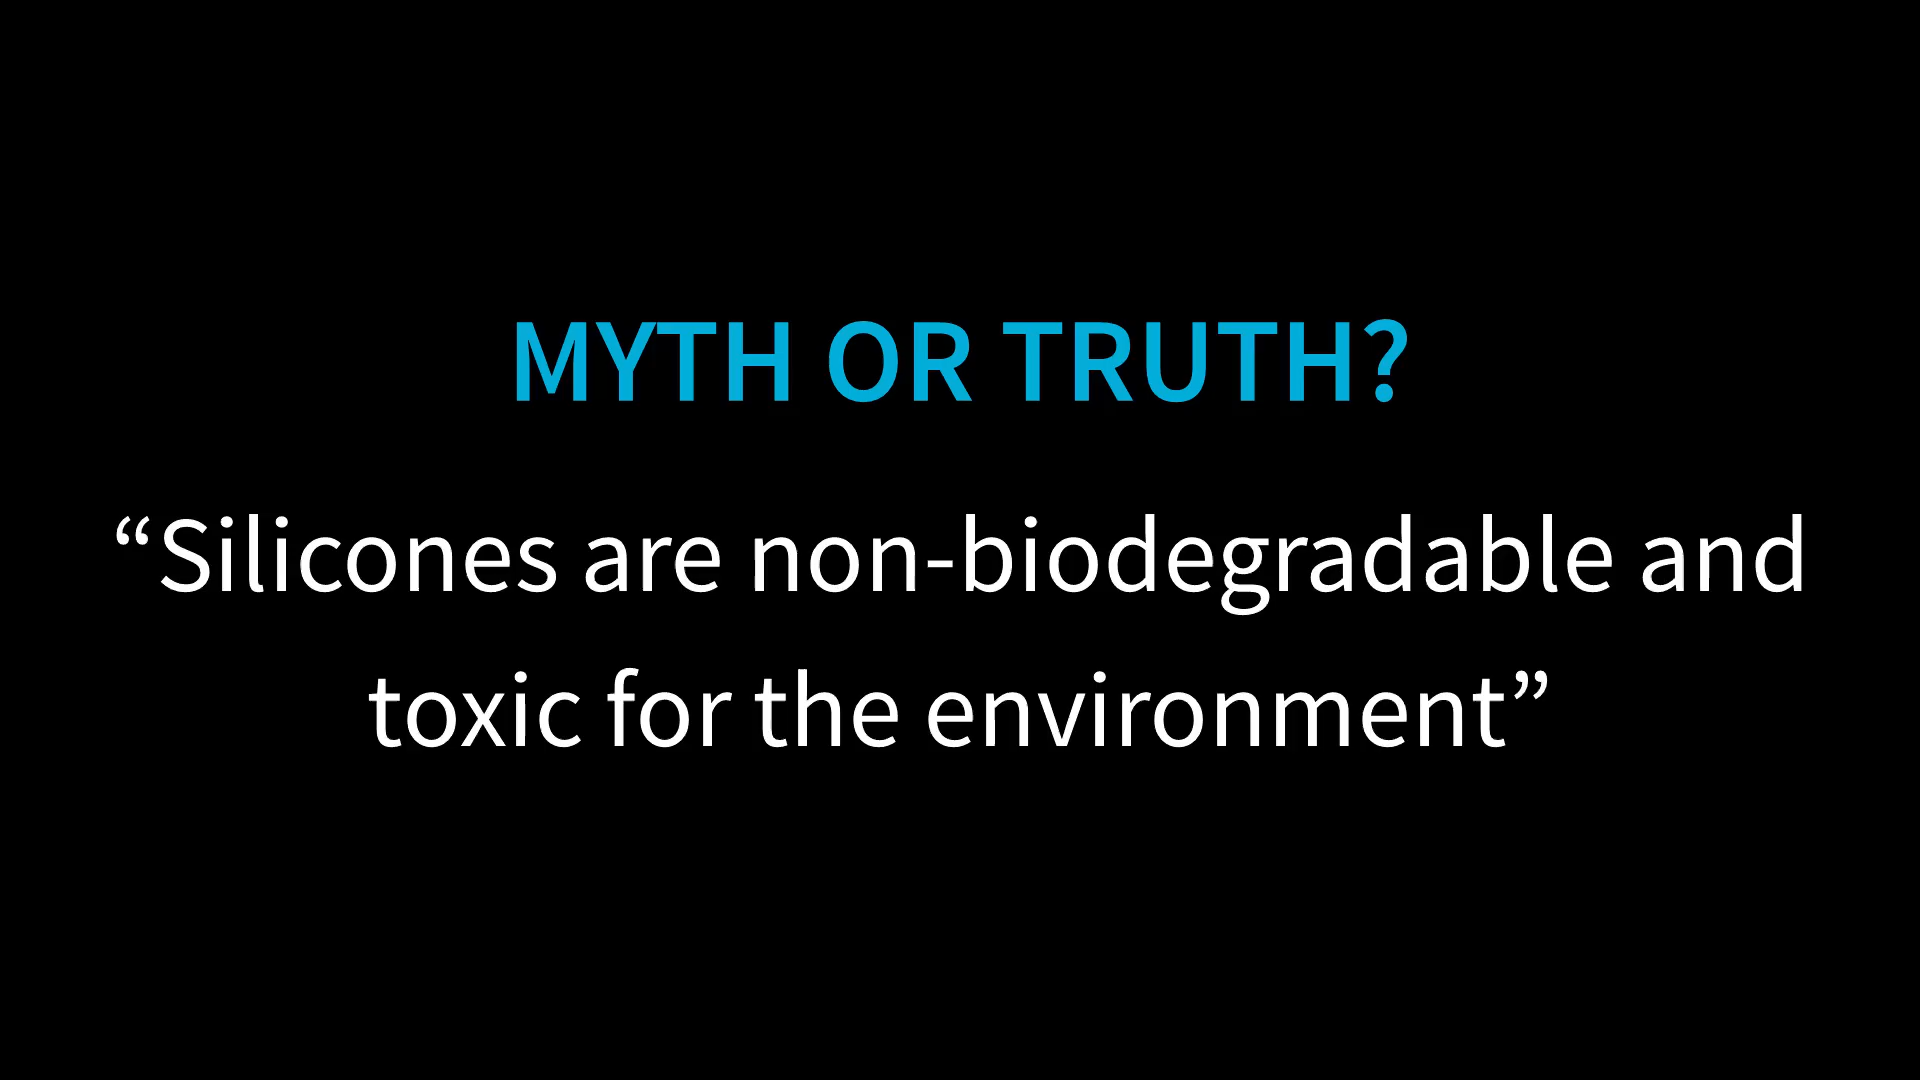 MYTH OR TRUTH?
“Silicones are non-biodegradable and
toxic for the environment”